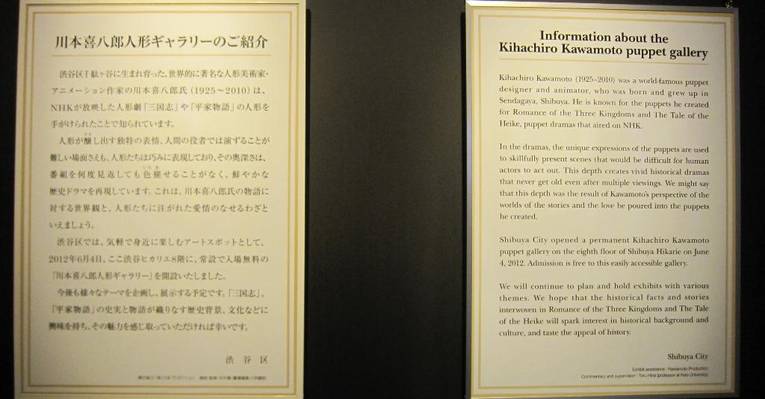 川本喜八郎人形ギャラリーのご紹介
渋谷区千駄ヶ谷に生まれ育った、世界的に著名な人形美術家・
アニメーション作家の川本喜八郎氏(1925〜2010)は、
NHKが放映した人形劇「三国志」や「平家物語」の人形を
手がけられたことで知られています。
人形が醸し出す独特の表情、人間の役者では演ずることが
難しい場面さえも、人形たちは巧みに表現しており、その奥深さは、
番組を何度見返しても色褪せることがなく、鮮やかな
歴史ドラマを再現しています。これは、川本喜八郎氏の物語に
対する世界観と、人形たちに注がれた愛情のなせるわざと
いえましょう。
渋谷区では、気軽で身近に楽しむアートスポットとして、
2012年6月4日、ここ渋谷ヒカリエ8階に、常設で入場無料の
「川本喜八郎人形ギャラリー」を開設いたしました。
今後も様々なテーマを企画し、展示する予定です。「三国志」、
「平家物語」の史実と物語が織りなす歴史背景、文化などに
興味を持ち、その魅力を感じ取っていただければ幸いです。
渋谷区
Information about the
Kihachiro Kawamoto puppet gallery
Kihachiro Kawamoto (1925–2010) was a world-famous puppet
designer and animator, who was born and grew up in
Sendagaya, Shibuya. He is known for the puppets he created
for Romance of the Three Kingdoms and The Tale of the
Heike, puppet dramas that aired on NHK.
In the dramas, the unique expressions of the puppets are used
to skillfully present scenes that would be difficult for human
actors to act out. This depth creates vivid historical dramas
that never get old even after multiple viewings. We might say
that this depth was the result of Kawamoto's perspective of the
worlds of the stories and the love he poured into the puppets
he created.
Shibuya City opened a permanent Kihachiro Kawamoto
puppet gallery on the eighth floor of Shibuya Hikarie on June
4, 2012. Admission is free to this easily accessible gallery.
We will continue to plan and hold exhibits with various
themes. We hope that the historical facts and stories
interwoven in Romance of the Three Kingdoms and The Tale
of the Heike will spark interest in historical background and
culture, and taste the appeal of history.
Shibuya City
Exhibit assistance : Kawamoto Production
Commentary and supervision : Toru Hira (professor at Keio University)